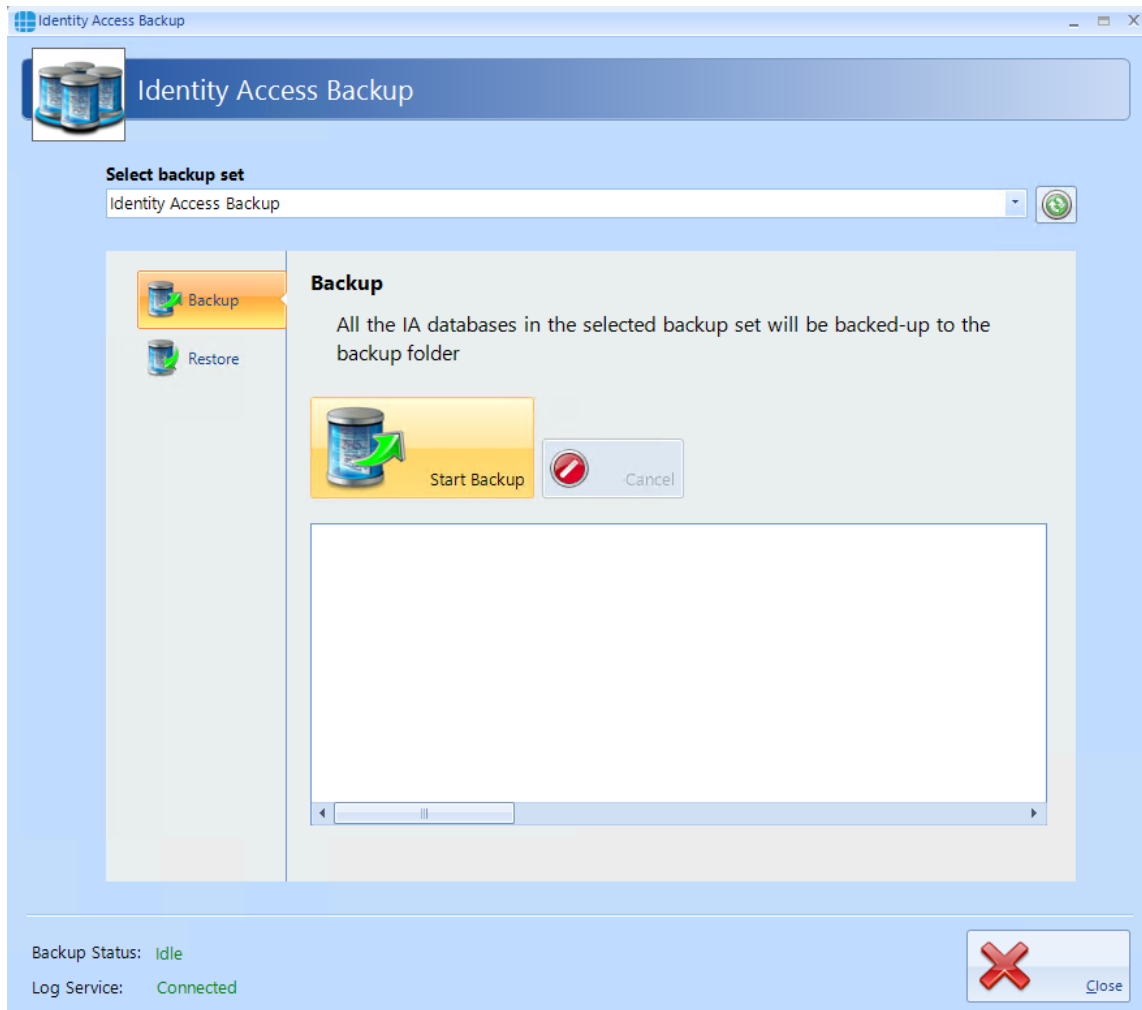 Identity Access Backup
Identity Access Backup
Select backup set
Identity Access Backup
Backup
Restore
Backup
All the IA databases in the selected backup set will be backed-up to the
backup folder
Start Backup
Cancel
Backup Status: Idle
Log Service: Connected
Close